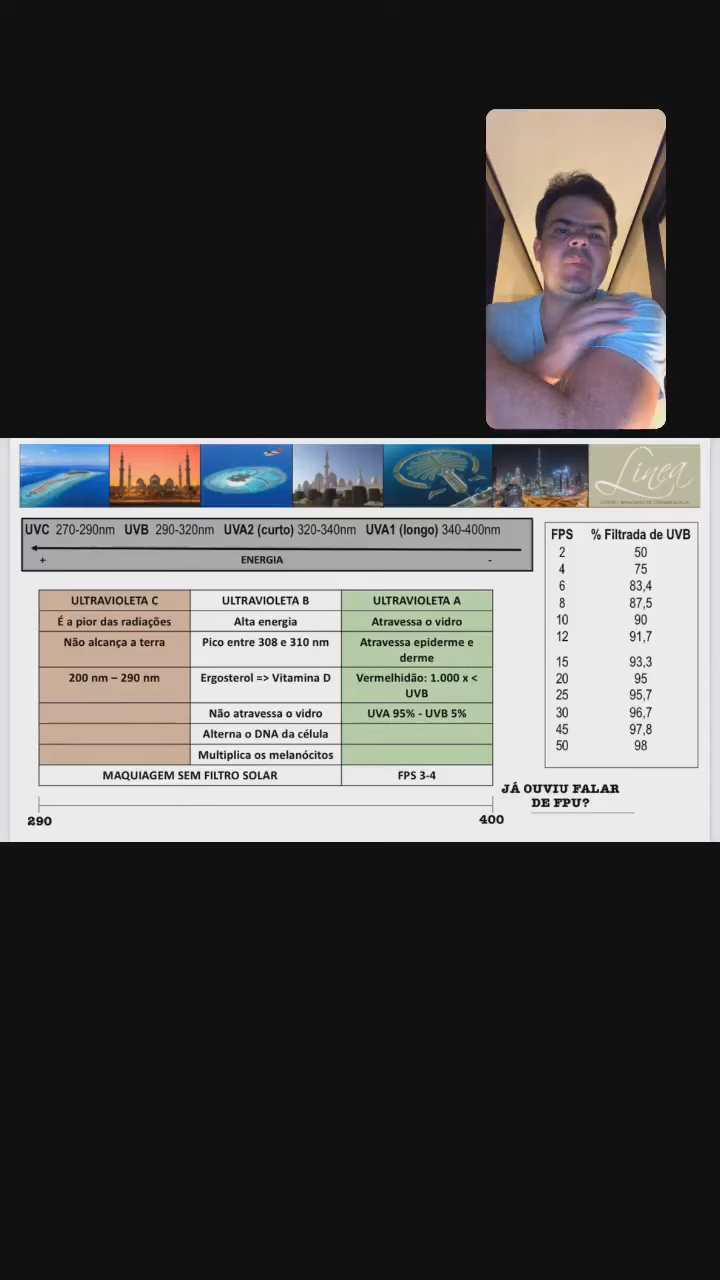 Linea
UVC 270-290nm UVB 290-320nm UVA2 (curto) 320-340nm UVA1 (longo) 340-400nm
+ ENERGIA -
ULTRAVIOLETA C ULTRAVIOLETA B ULTRAVIOLETA A
É a pior das radiações Alta energia Atravessa o vidro
Não alcança a terra Pico entre 308 e 310 nm Atravessa epiderme e
derme
200 nm – 290 nm Ergosterol => Vitamina D Vermelhidão: 1.000 x <
UVB
Não atravessa o vidro UVA 95% - UVB 5%
Alterna o DNA da célula
Multiplica os melanócitos
MAQUIAGEM SEM FILTRO SOLAR FPS 3-4
290 400
FPS % Filtrada de UVB
2 50
4 75
6 83,4
8 87,5
10 90
12 91,7
15 93,3
20 95
25 95,7
30 96,7
45 97,8
50 98
JÁ OUVIU FALAR
DE FPU?